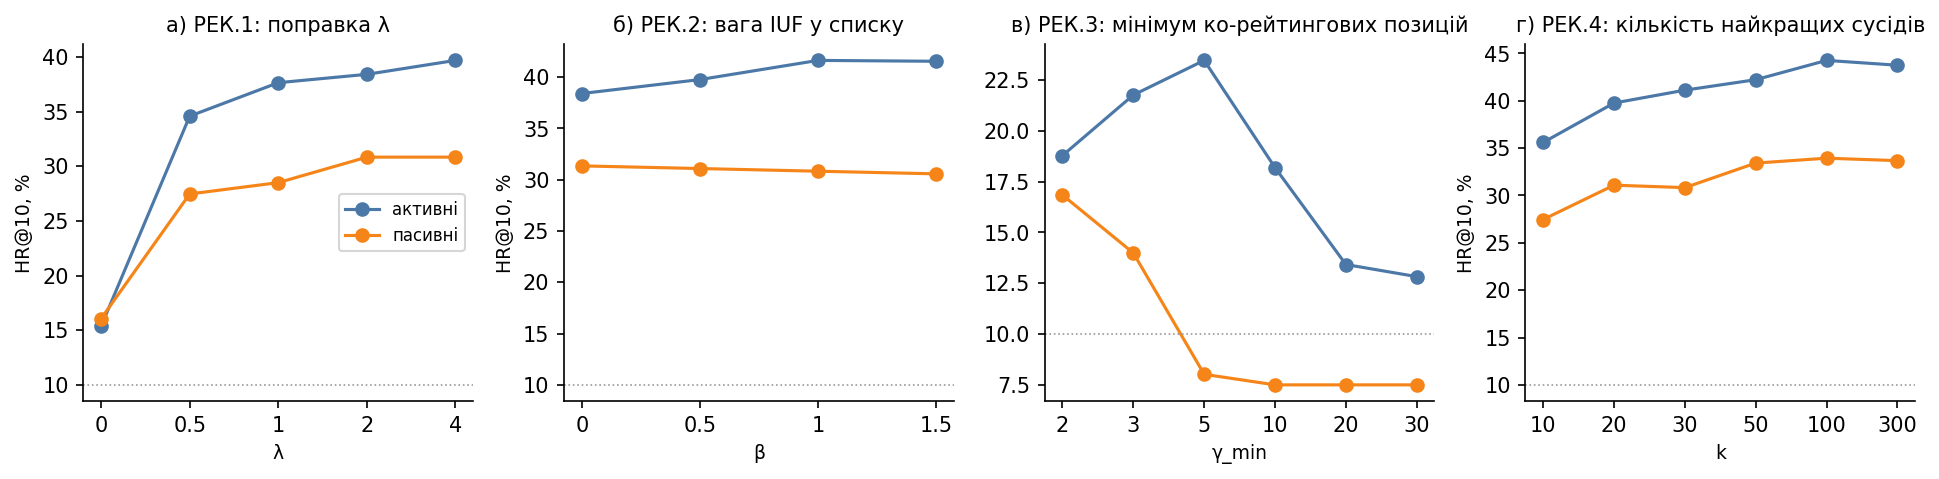 а) РЕК.1: поправка λ
HR@10, %
40
35
30
25
20
15
10
активні
пасивні
0 0.5 1 2 4
λ
б) РЕК.2: вага IUF у списку
HR@10, %
40
35
30
25
20
15
10
0 0.5 1 1.5
β
в) РЕК.3: мінімум ко-рейтингових позицій
22.5
20.0
17.5
15.0
12.5
10.0
7.5
2 3 5 10 20 30
γ_min
г) РЕК.4: кількість найкращих сусідів
HR@10, %
45
40
35
30
25
20
15
10
10 20 30 50 100 300
k